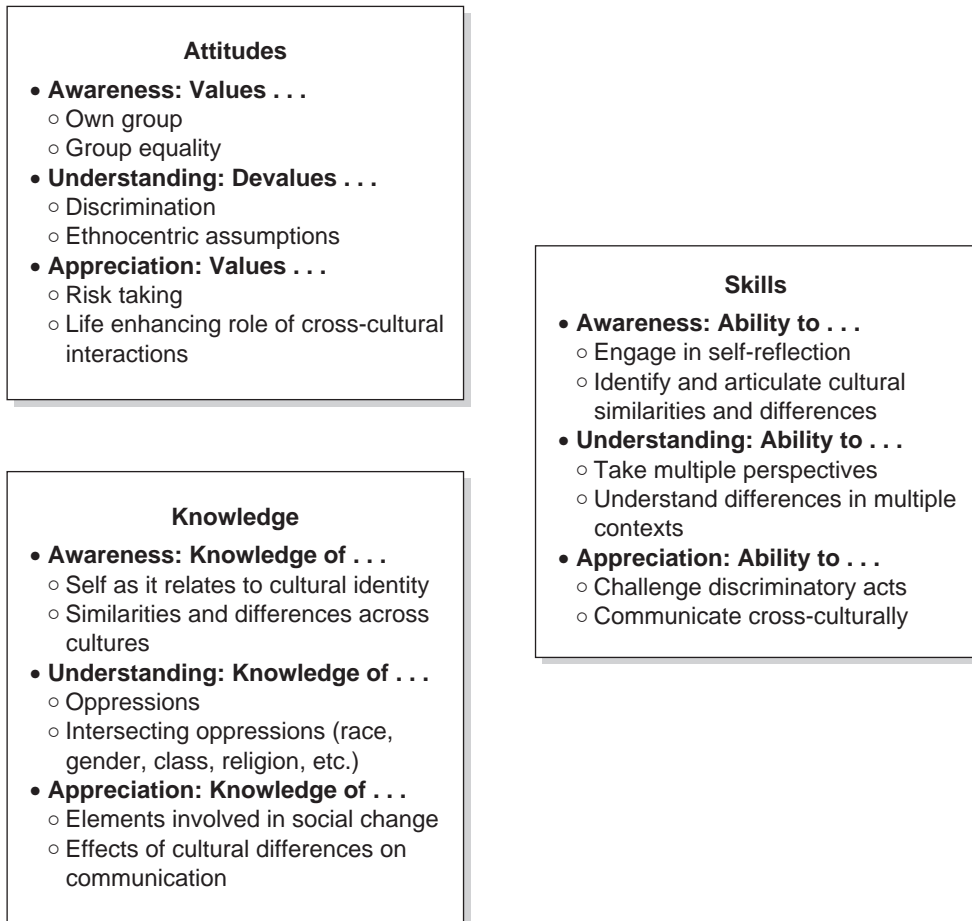 Attitudes
• Awareness: Values . . .
○ Own group
○ Group equality
• Understanding: Devalues . . .
○ Discrimination
○ Ethnocentric assumptions
• Appreciation: Values . . .
○ Risk taking
○ Life enhancing role of cross-cultural
interactions
Knowledge
• Awareness: Knowledge of . . .
○ Self as it relates to cultural identity
○ Similarities and differences across
cultures
• Understanding: Knowledge of . . .
○ Oppressions
○ Intersecting oppressions (race,
gender, class, religion, etc.)
• Appreciation: Knowledge of . . .
○ Elements involved in social change
○ Effects of cultural differences on
communication
Skills
• Awareness: Ability to . . .
○ Engage in self-reflection
○ Identify and articulate cultural
similarities and differences
• Understanding: Ability to . . .
○ Take multiple perspectives
○ Understand differences in multiple
contexts
• Appreciation: Ability to . . .
○ Challenge discriminatory acts
○ Communicate cross-culturally